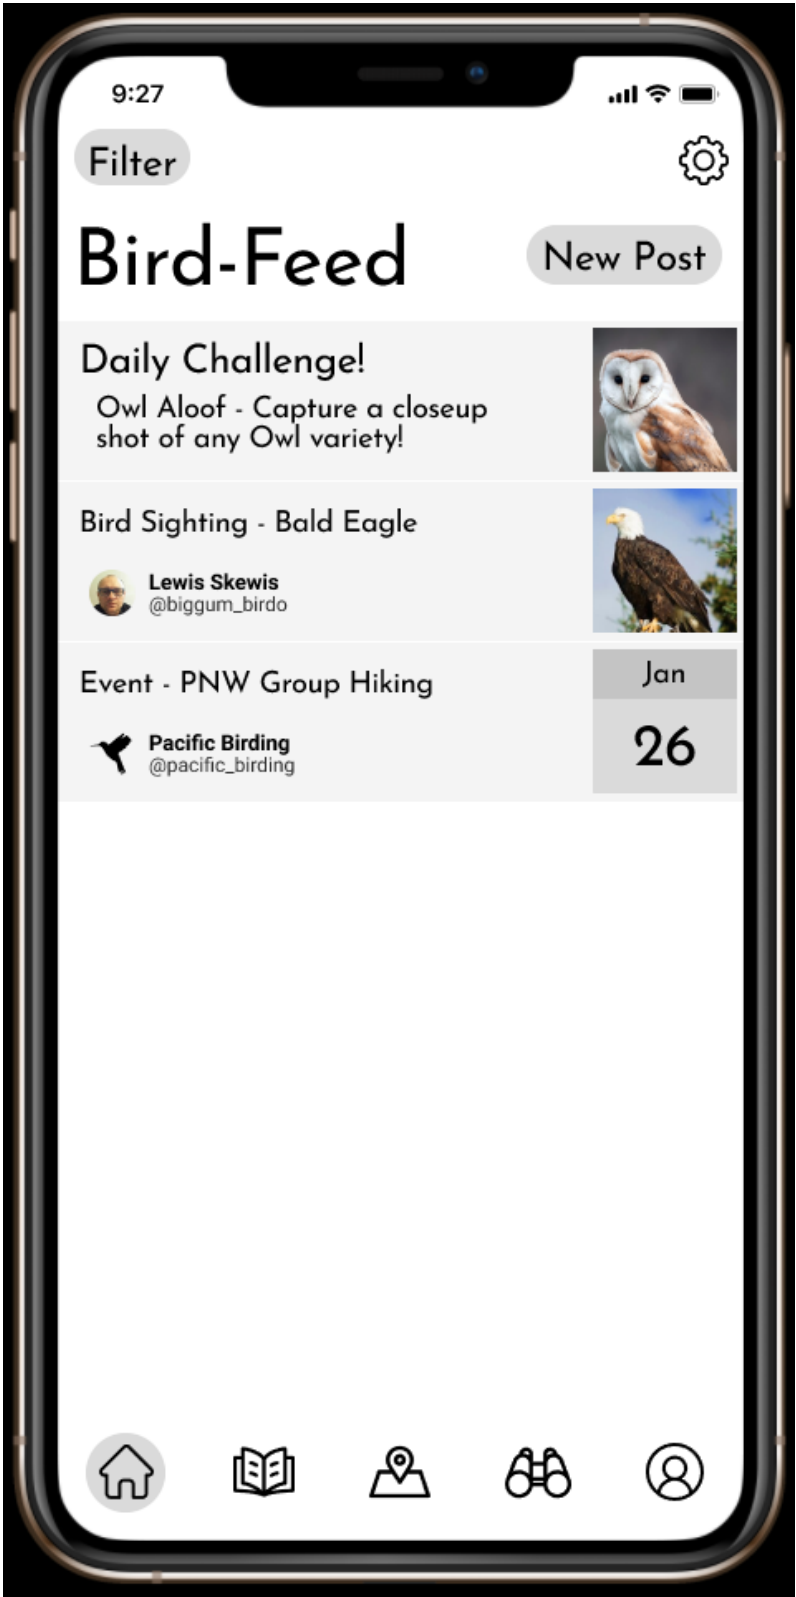 9:27
Filter
Bird-Feed
New Post
Daily Challenge!
Owl Aloof - Capture a closeup
shot of any Owl variety!
Bird Sighting - Bald Eagle
Lewis Skewis
@biggum_birdo
Event - PNW Group Hiking
Jan
26
Pacific Birding
@pacific_birding